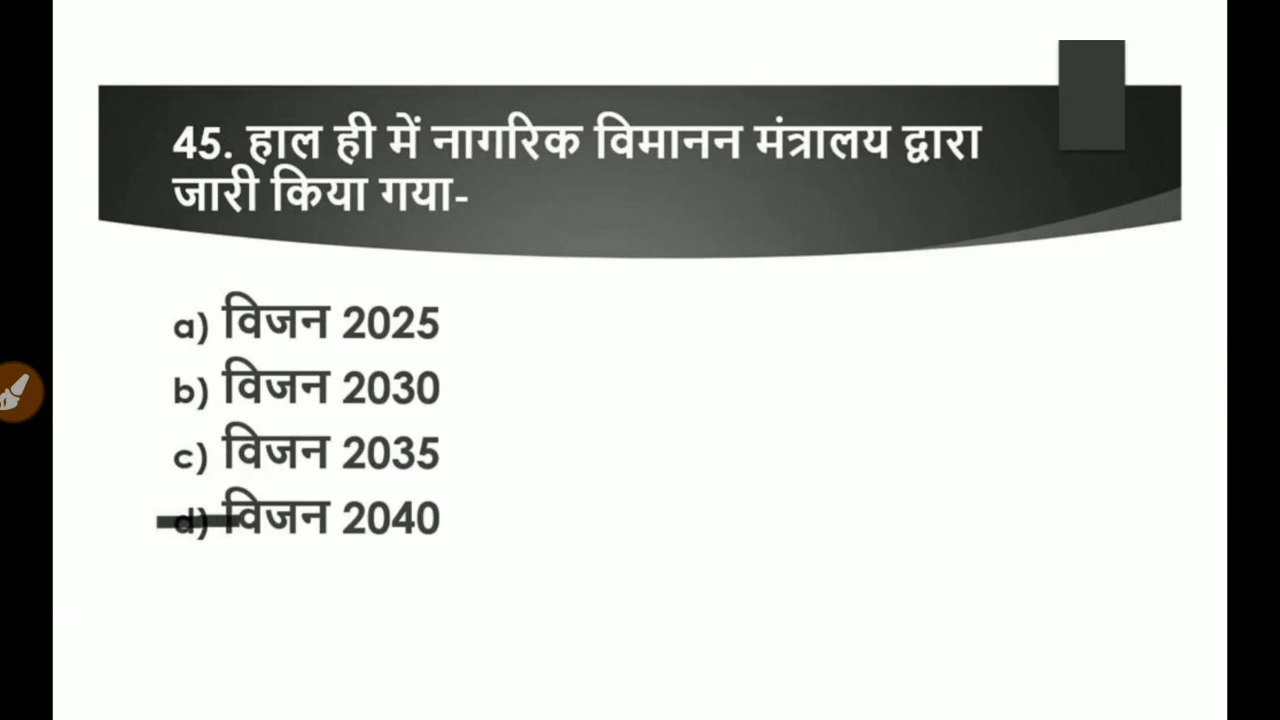 45. हाल ही में नागरिक विमानन मंत्रालय द्वारा
जारी किया गया-
a) विजन 2025
b) विजन 2030
c) विजन 2035
d) विजन 2040